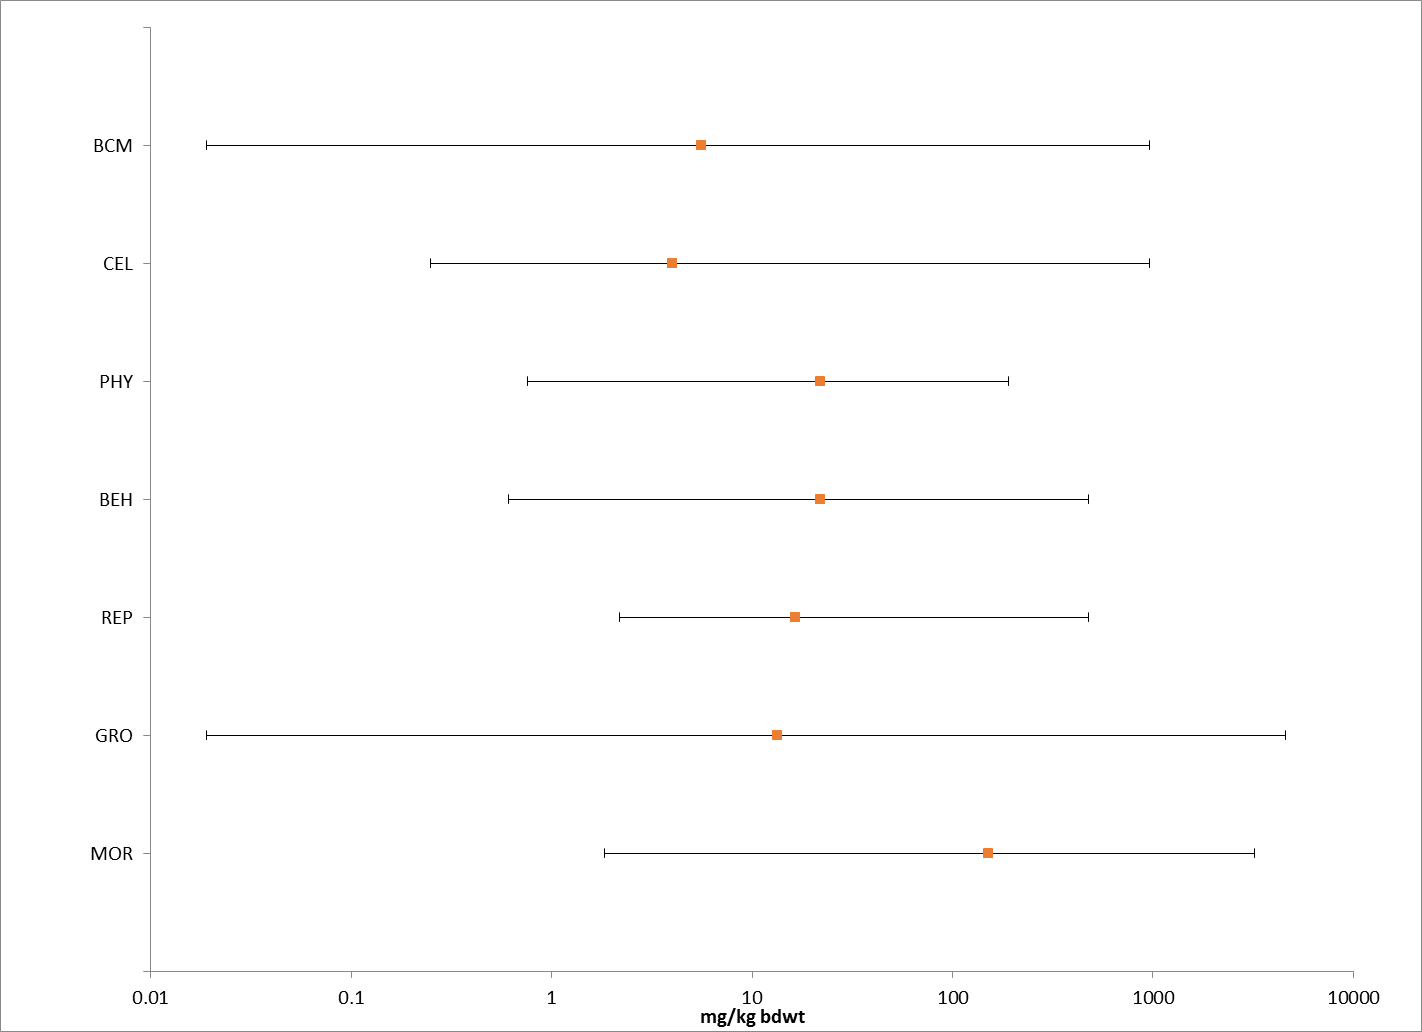 BCM
CEL
PHY
BEH
REP
GRO
MOR
0.01 0.1 1 10 100 1000 10000
mg/kg bdwt